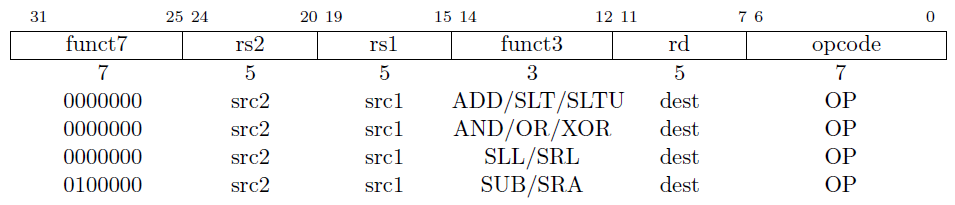 31 25 24 20 19 15 14 12 11 7 6 0
funct7 rs2 rs1 funct3 rd opcode
7 5 5 3 5 7
0000000 src2 src1 ADD/SLT/SLTU dest OP
0000000 src2 src1 AND/OR/XOR dest OP
0000000 src2 src1 SLL/SRL dest OP
0100000 src2 src1 SUB/SRA dest OP